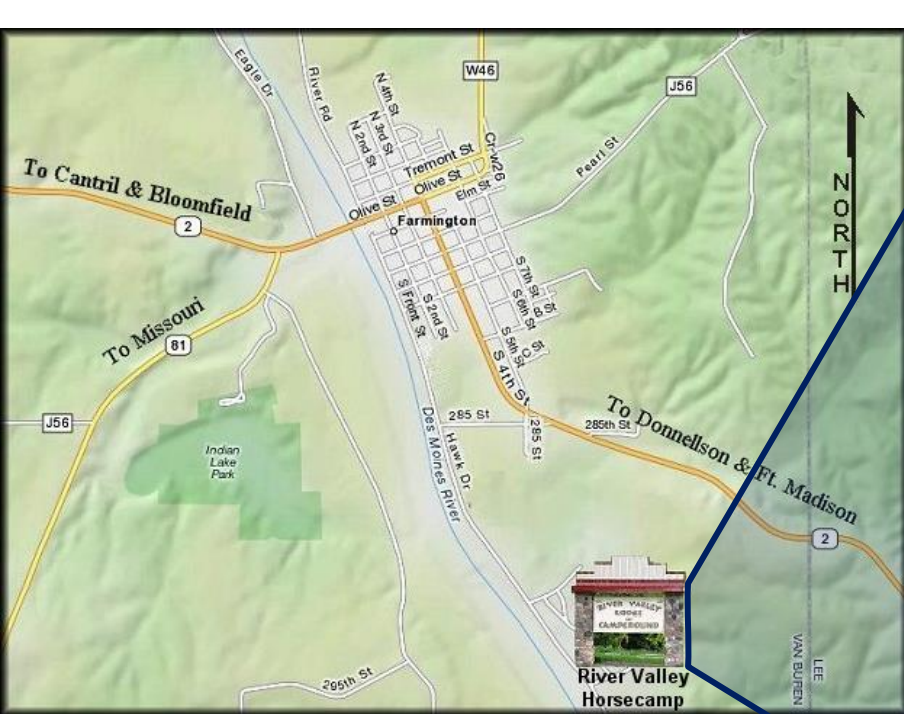 Eagle Dr
River Rd
N 4th St
N 3rd St
N 2nd St
W46
Cr-w26
J56
Pearl St
Tremont St
Olive St
Elm St
Olive St
Farmington
To Cantril & Bloomfield
2
NORTH
To Missouri
81
J56
S Front St
S 2nd St
S 7th St
S 6th St
B St
S 5th St
C St
S 4th St
Indian
Lake
Park
285 St
285 St
285th St
To Donnellson & Ft. Madison
2
Des Moines River
Hawk Dr
RIVER VALLEY
LODGE
CAMPGROUND
River Valley
Horsecamp
295th St
VAN BUREN
LEE